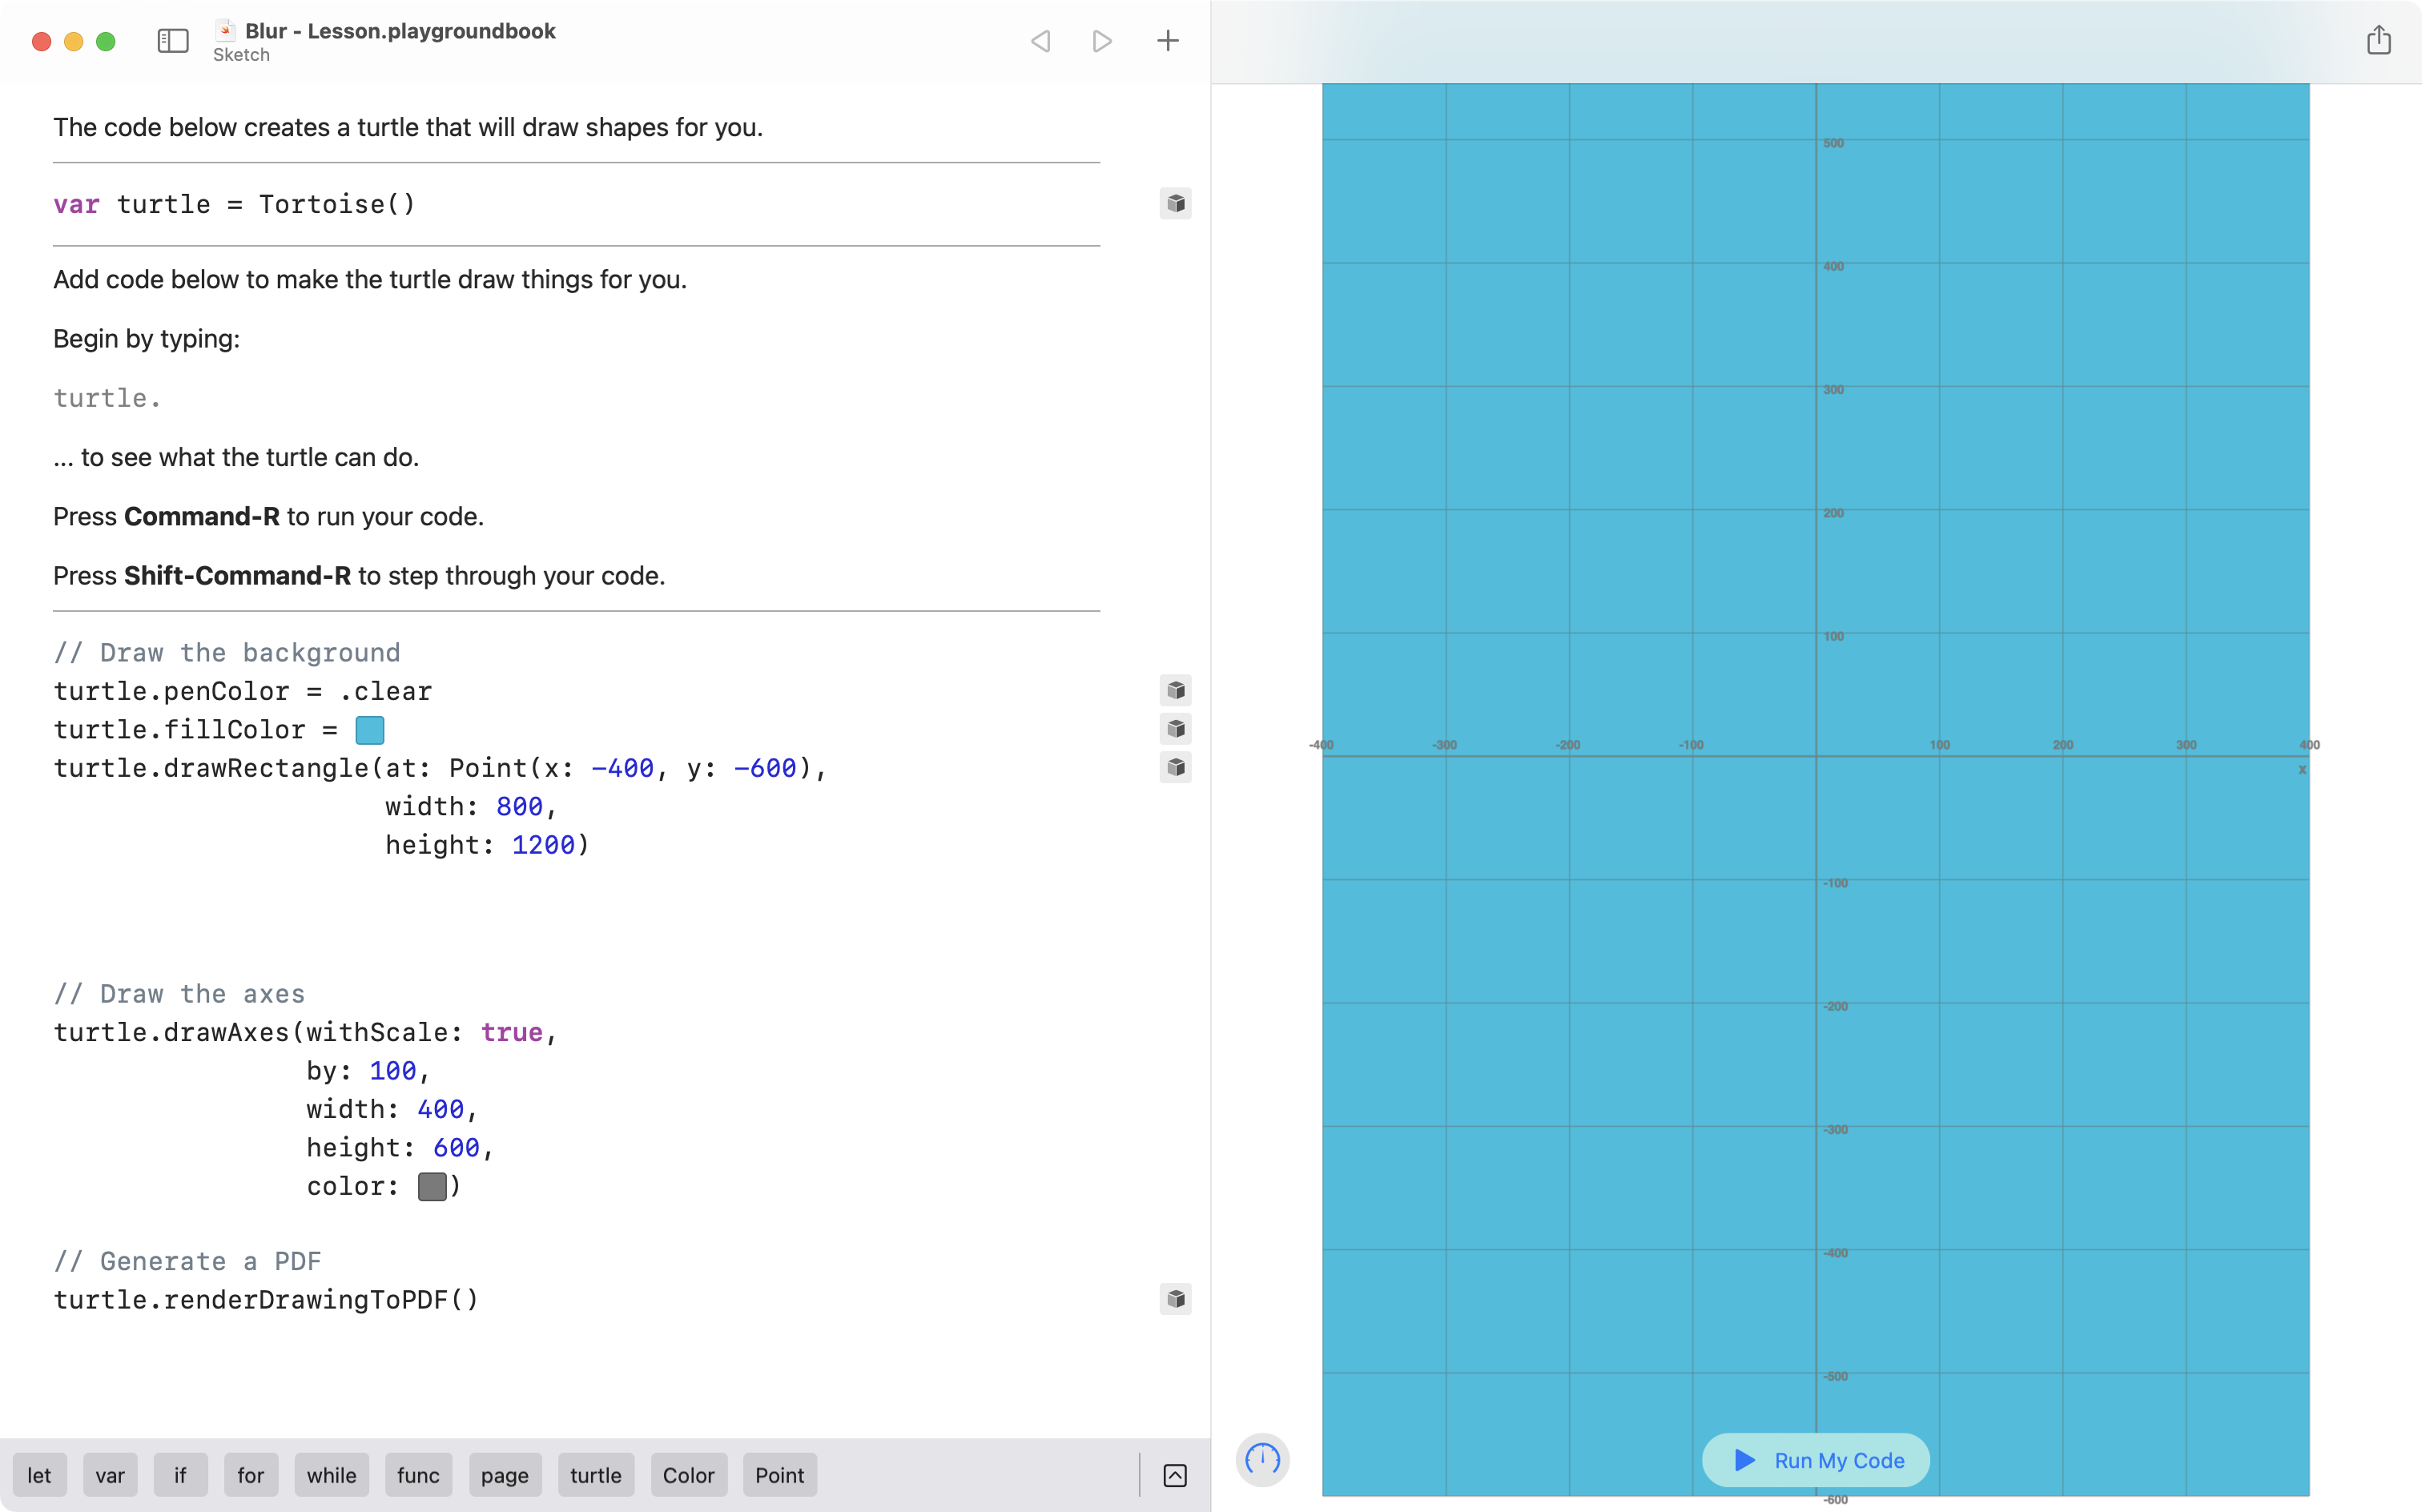 Blur - Lesson.playgroundbook
Sketch
The code below creates a turtle that will draw shapes for you.
var turtle = Tortoise()
Add code below to make the turtle draw things for you.
Begin by typing:
turtle.
... to see what the turtle can do.
Press Command-R to run your code.
Press Shift-Command-R to step through your code.
// Draw the background
turtle.penColor = .clear
turtle.fillColor =
turtle.drawRectangle(at: Point(x: -400, y: -600),
width: 800,
height: 1200)
// Draw the axes
turtle.drawAxes(withScale: true,
by: 100,
width: 400,
height: 600,
color: )
// Generate a PDF
turtle.renderDrawingToPDF()
let var if for while func page turtle Color Point
500
400
300
200
100
-400 -300 -200 -100 100 200 300 400
x
-100
-200
-300
-400
-500
Run My Code
-600